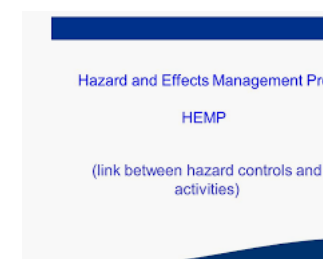 Hazard and Effects Management Pr
HEMP
(link between hazard controls and
activities)